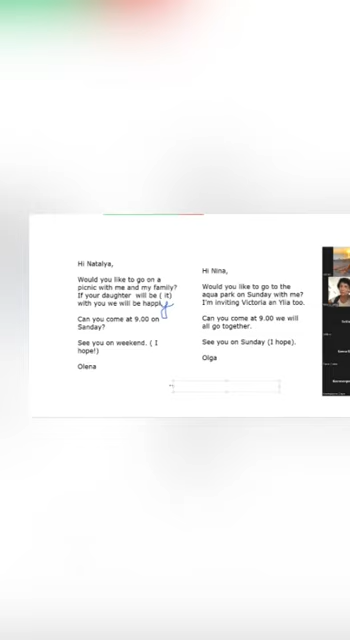 Hi Natalya,
Would you like to go on a
picnic with me and my family?
If your daughter will be ( it)
with you we will be happi y
Can you come at 9.00 on
Sanday?
See you on weekend. ( I
hope!)
Olena
Hi Nina,
Would you like to go to the
aqua park on Sunday with me?
I'm inviting Victoria an Ylia too.
Can you come at 9.00 we will
all go together.
See you on Sunday (I hope).
Olga